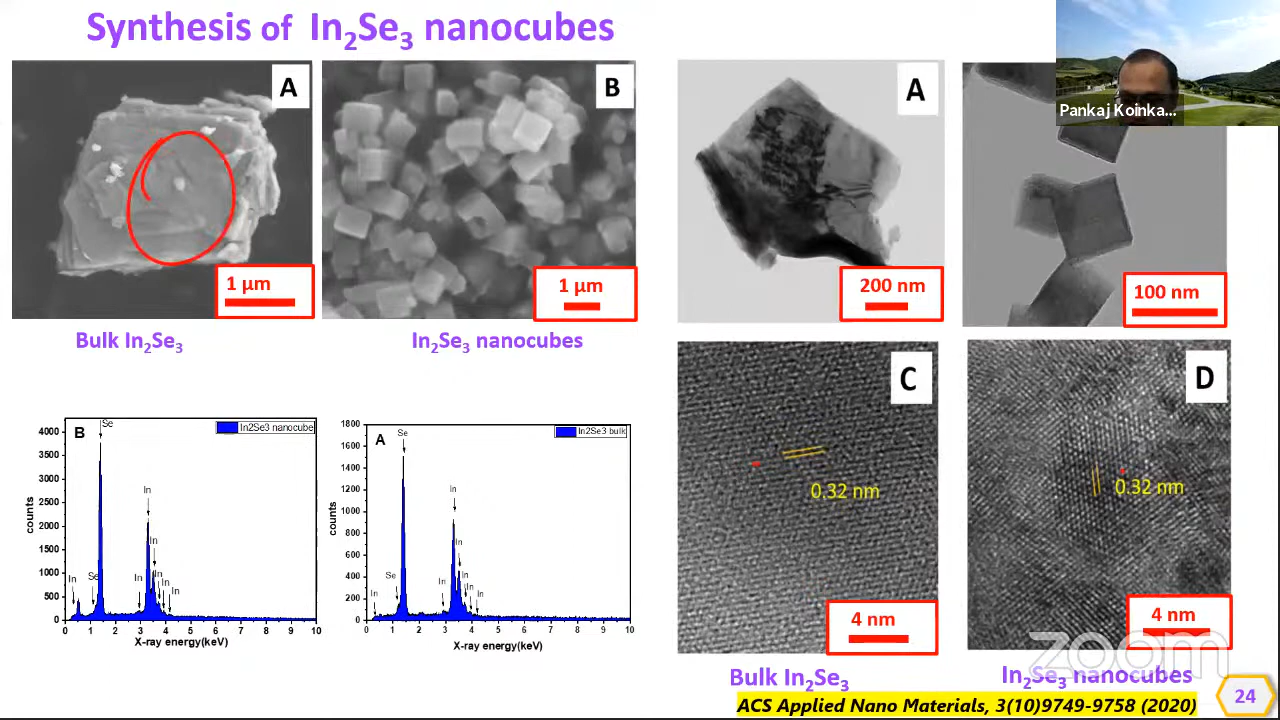 Synthesis of In₂Se₃ nanocubes
A
1 µm
B
1 µm
A
200 nm
Pankaj Koinka...
100 nm
Bulk In₂Se₃
In₂Se₃ nanocubes
C
0.32 nm
4 nm
D
0.32 nm
4 nm
B
In2Se3 nanocube
counts
4000
3500
3000
2500
2000
1500
1000
500
0
Se
In
In
In
Se
In
In
In
In
0 1 2 3 4 5 6 7 8 9 10
X-ray energy(keV)
A
In2Se3 bulk
counts
1800
1600
1400
1200
1000
800
600
400
200
0
Se
In
In
Se
In
In
In
In
In
0 1 2 3 4 5 6 7 8 9 10
X-ray energy(keV)
Bulk In₂Se₃
In₂Se₃ nanocubes
zoom
ACS Applied Nano Materials, 3(10)9749-9758 (2020)
24